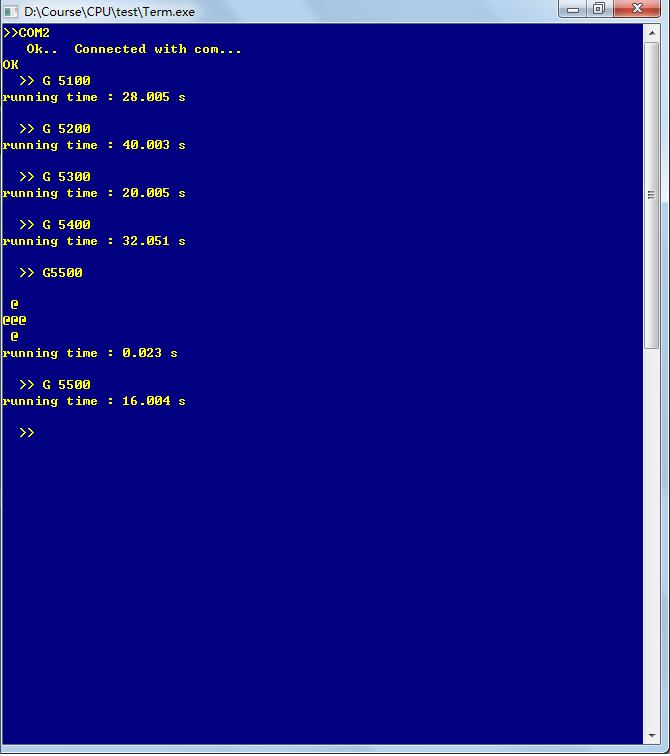 D:\Course\CPU\test\Term.exe
>>COM2
Ok..  Connected with com...
OK
>> G 5100
running time : 28.005 s
>> G 5200
running time : 40.003 s
>> G 5300
running time : 20.005 s
>> G 5400
running time : 32.051 s
>> G5500
@
@@@
@
running time : 0.023 s
>> G 5500
running time : 16.004 s
>>